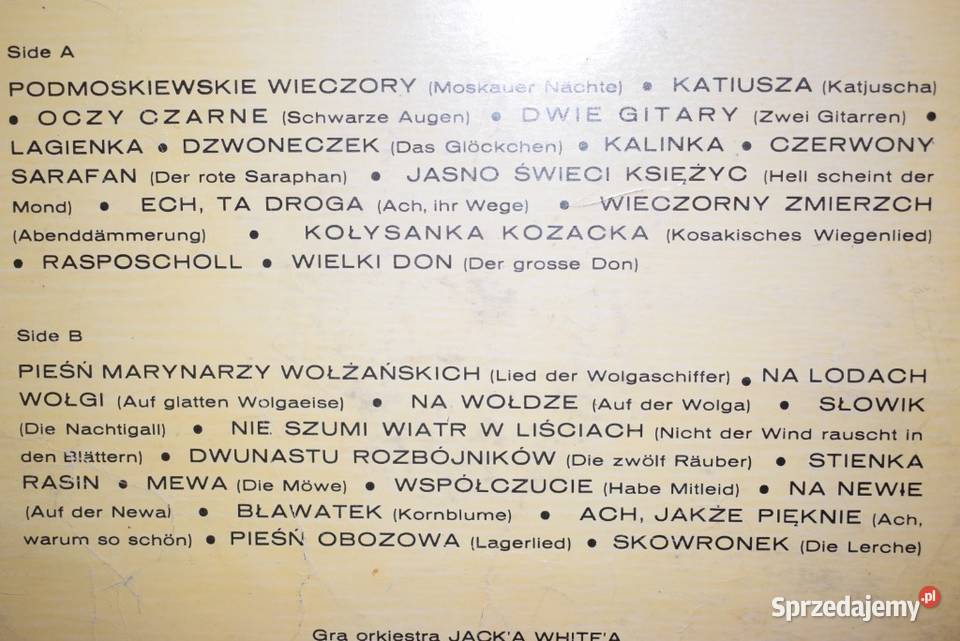 Side A
PODMOSKIEWSKIE WIECZORY (Moskauer Nächte) • KATIUSZA (Katjuscha)
• OCZY CZARNE (Schwarze Augen) • DWIE GITARY (Zwei Gitarren) •
LAGIENKA • DZWONECZEK (Das Glöckchen) • KALINKA • CZERWONY
SARAFAN (Der rote Saraphan) • JASNO ŚWIECI KSIĘŻYC (Hell scheint der
Mond) • ECH, TA DROGA (Ach, ihr Wege) • WIECZORNY ZMIERZCH
(Abenddämmerung) • KOŁYSANKA KOZACKA (Kosakisches Wiegenlied)
• RASPOSCHOLL • WIELKI DON (Der grosse Don)
Side B
PIEŚŃ MARYNARZY WOŁŻAŃSKICH (Lied der Wolgaschiffer) • NA LODACH
WOŁGI (Auf glatten Wolgaeise) • NA WOŁDZE (Auf der Wolga) • SŁOWIK
(Die Nachtigall) • NIE SZUMI WIATR W LIŚCIACH (Nicht der Wind rauscht in
den Blättern) • DWUNASTU ROZBÓJNIKÓW (Die zwölf Räuber) • STIENKA
RASIN • MEWA (Die Möwe) • WSPÓŁCZUCIE (Habe Mitleid) • NA NEWIE
(Auf der Newa) • BŁAWATEK (Kornblume) • ACH, JAKŻE PIĘKNIE (Ach,
warum so schön) • PIEŚŃ OBOZOWA (Lagerlied) • SKOWRONEK (Die Lerche)
Gra orkiestra JACK'A WHITE'A
Sprzedajemy.pl